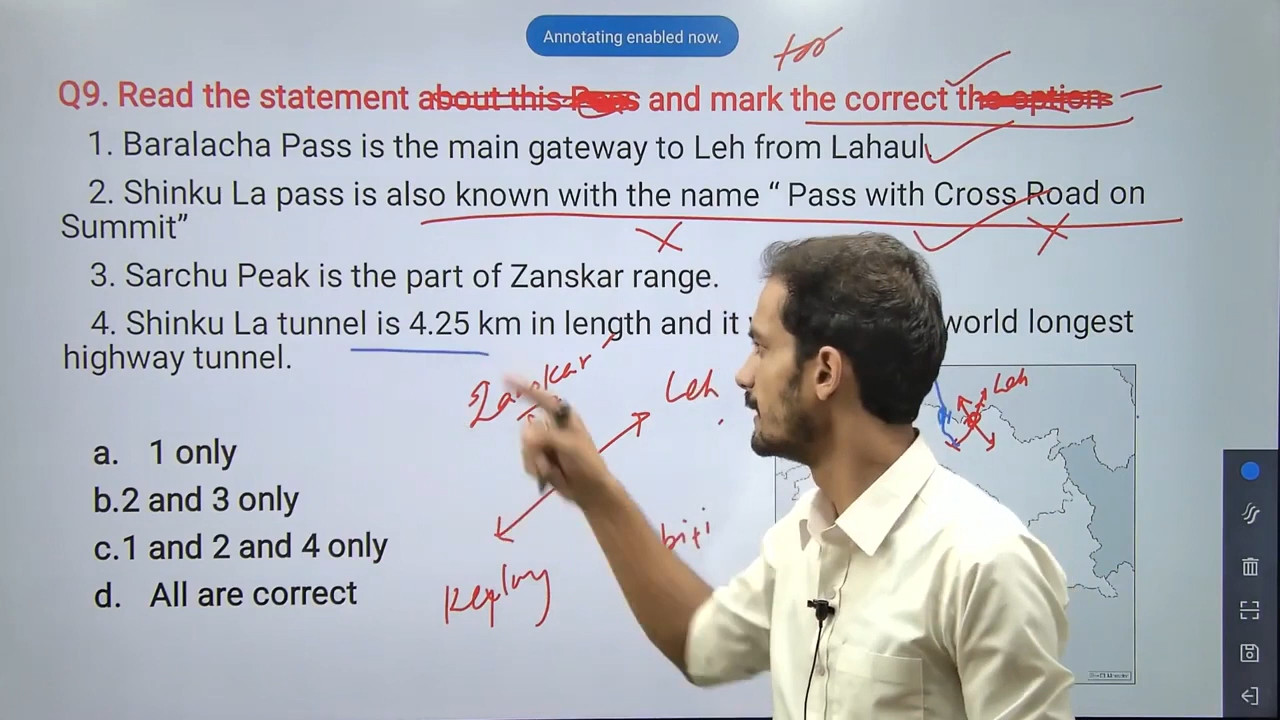 Annotating enabled now.
for
Q9. Read the statement about this Pass and mark the correct the option
1. Baralacha Pass is the main gateway to Leh from Lahaul
2. Shinku La pass is also known with the name “ Pass with Cross Road on
Summit”
3. Sarchu Peak is the part of Zanskar range.
4. Shinku La tunnel is 4.25 km in length and it world longest
highway tunnel.
Zanskar
Leh
Leh
a. 1 only
b.2 and 3 only
c.1 and 2 and 4 only
d. All are correct